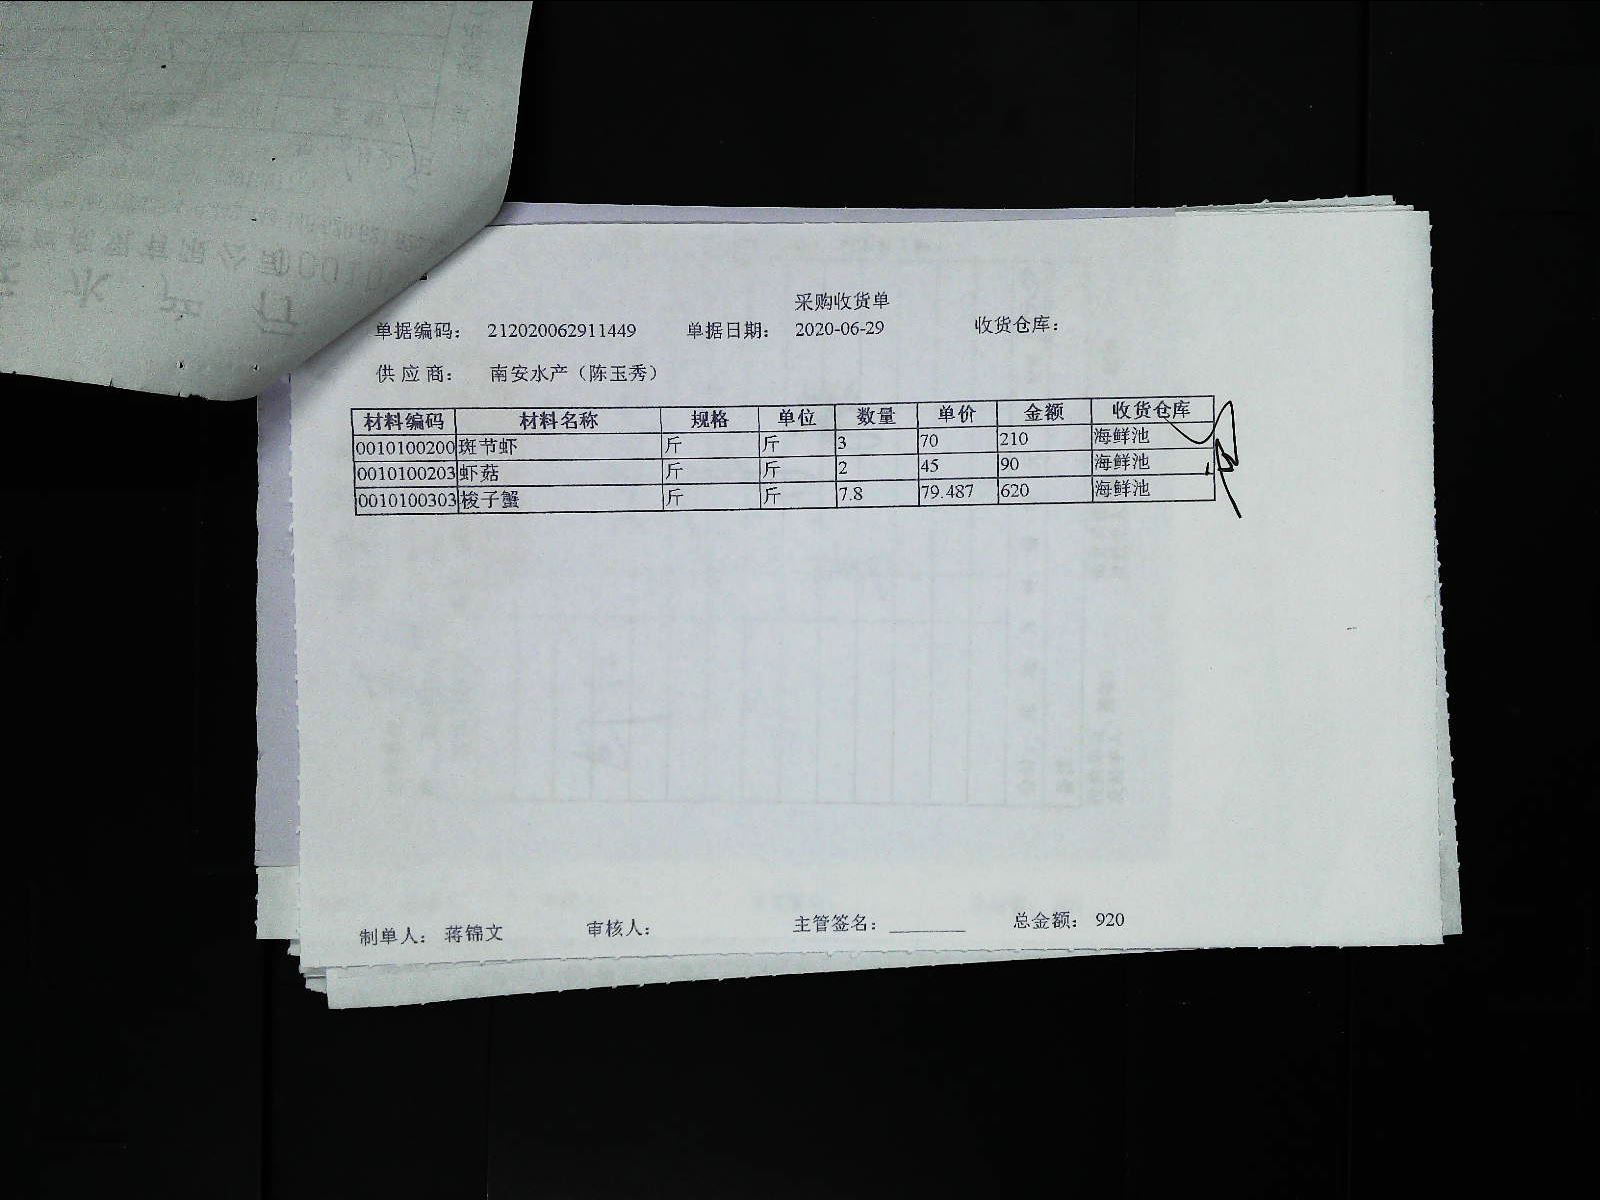 采购收货单
单据编码： 212020062911449 单据日期： 2020-06-29 收货仓库：
供 应 商： 南安水产（陈玉秀）
材料编码 材料名称 规格 单位 数量 单价 金额 收货仓库
0010100200 斑节虾 斤 斤 3 70 210 海鲜池
0010100203 虾菇 斤 斤 2 45 90 海鲜池
0010100303 梭子蟹 斤 斤 7.8 79.487 620 海鲜池
制单人： 蒋锦文 审核人： 主管签名： 总金额： 920